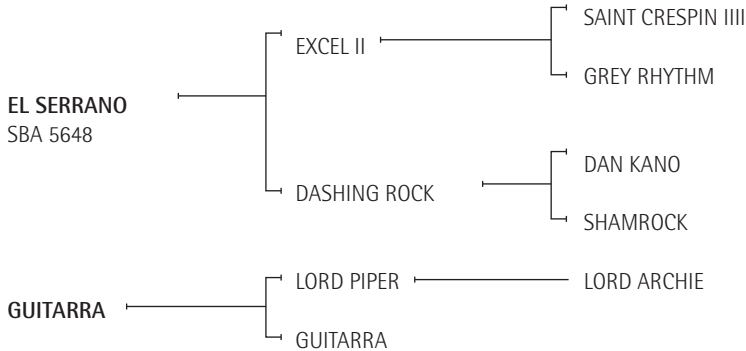 SAINT CRESPIN IIII
EXCEL II
GREY RHYTHM
EL SERRANO
SBA 5648
DAN KANO
DASHING ROCK
SHAMROCK
LORD PIPER
LORD ARCHIE
GUITARRA
GUITARRA